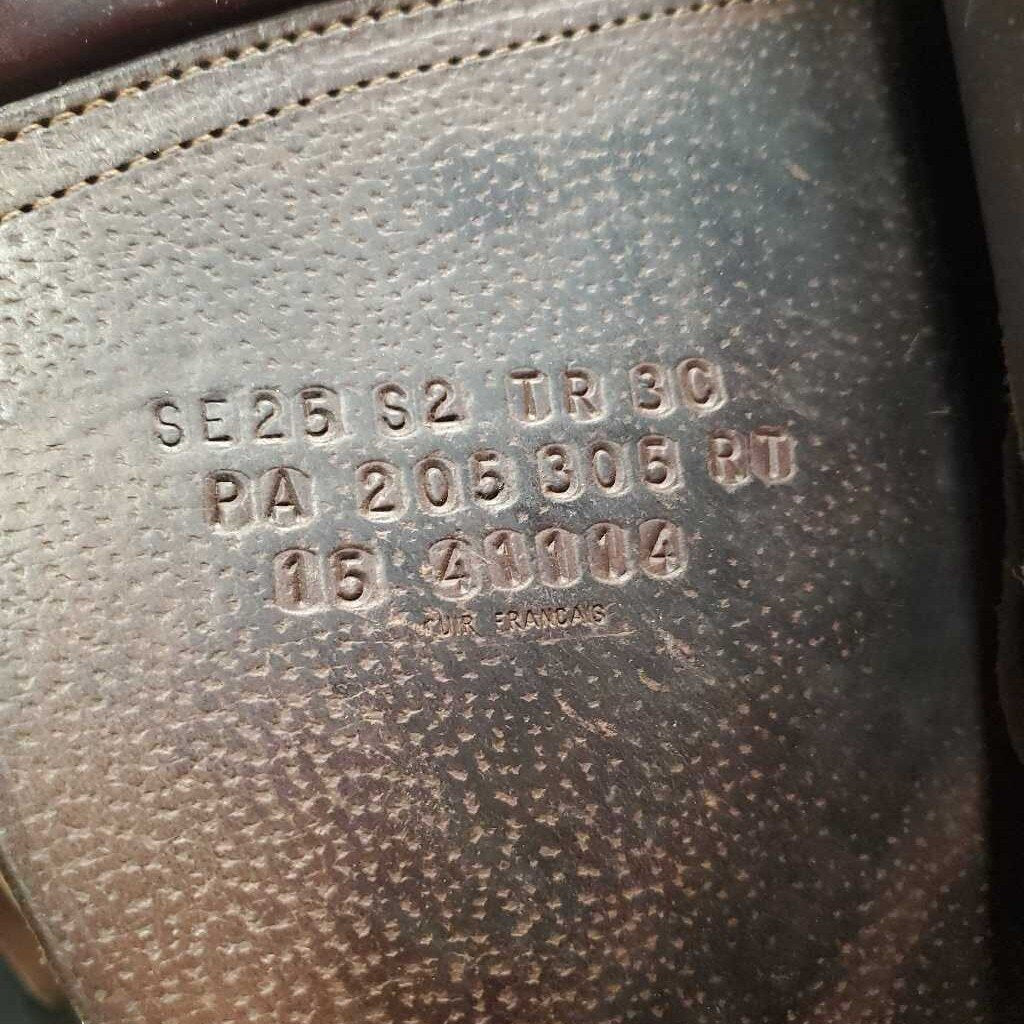 SE25 S2 TR 3C
PA 205 305 RT
15 41114
CUIR FRANCAIS